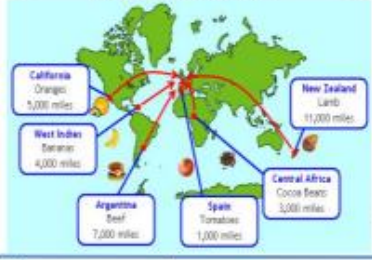 California
Oranges
5,000 miles
West Indies
Bananas
4,000 miles
Argentina
Beef
7,000 miles
Spain
Tomatoes
1,000 miles
Central Africa
Cocoa Beans
3,000 miles
New Zealand
Lamb
11,000 miles